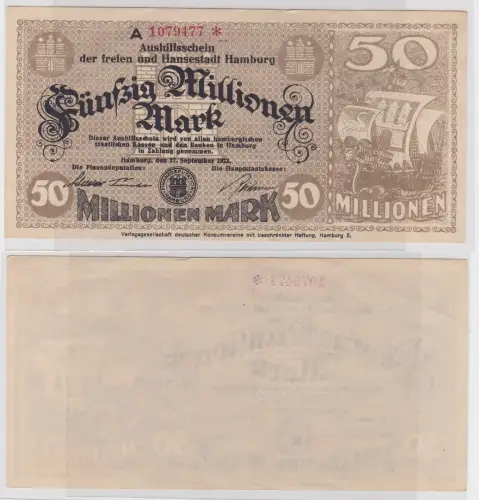 A 1079477 *
Aushilfsschein
der freien und Hansestadt Hamburg
50
Fünfzig Millionen
Mark
Dieser Aushilfsschein wird von allen hamburgischen
staatlichen Kassen und den Banken in Hamburg
in Zahlung genommen.
Hamburg, den 27. September 1923.
Die Finanzdeputation: Die Hauptstaatskasse:
50 MILLIONEN MARK 50
MILLIONEN
Verlagsgesellschaft deutscher Konsumvereine mit beschränkter Haftung, Hamburg 5.